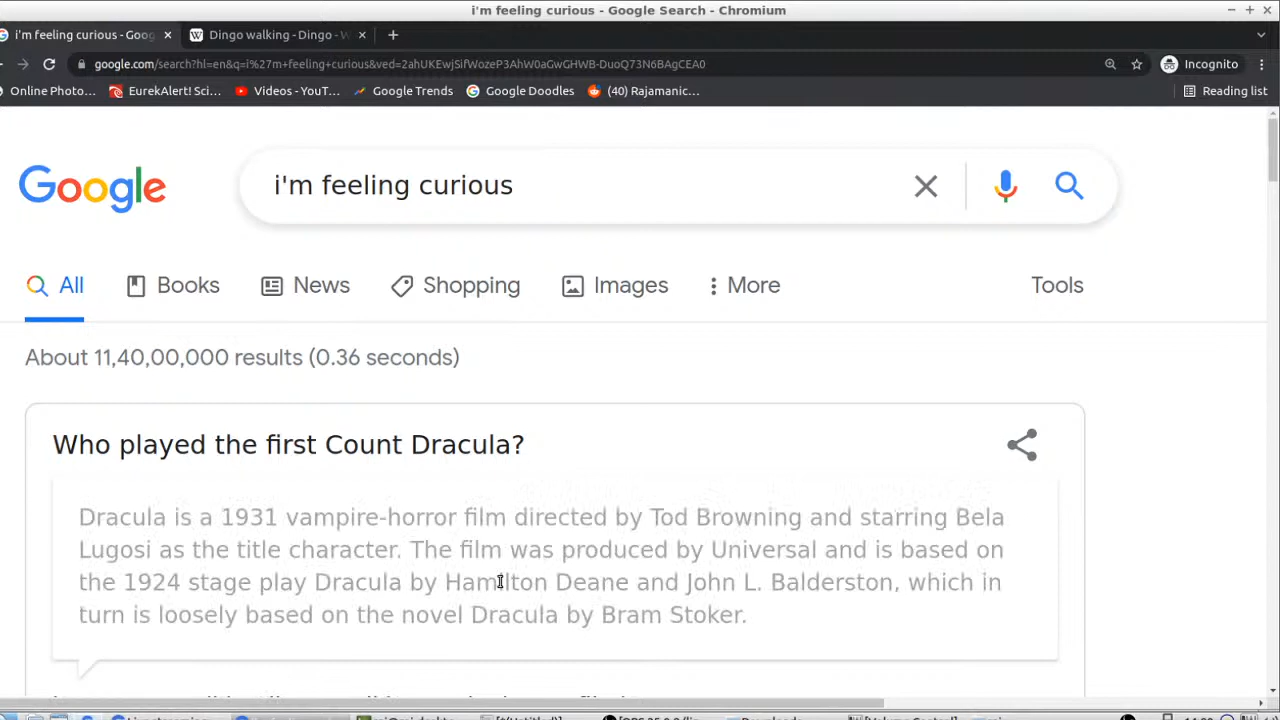 i'm feeling curious - Google Search - Chromium
i'm feeling curious - Goog
Dingo walking - Dingo - W
google.com/search?hl=en&q=i%27m+feeling+curious&ved=2ahUKEwjSifWozeP3AhW0aGwGHWB-DuoQ73N6BAgCEA0
Incognito
Online Photo…
EurekAlert! Sci…
Videos - YouT…
Google Trends
Google Doodles
(40) Rajamanic…
Reading list
Google
i'm feeling curious
All
Books
News
Shopping
Images
More
Tools
About 11,40,00,000 results (0.36 seconds)
Who played the first Count Dracula?
Dracula is a 1931 vampire-horror film directed by Tod Browning and starring Bela
Lugosi as the title character. The film was produced by Universal and is based on
the 1924 stage play Dracula by Hamilton Deane and John L. Balderston, which in
turn is loosely based on the novel Dracula by Bram Stoker.